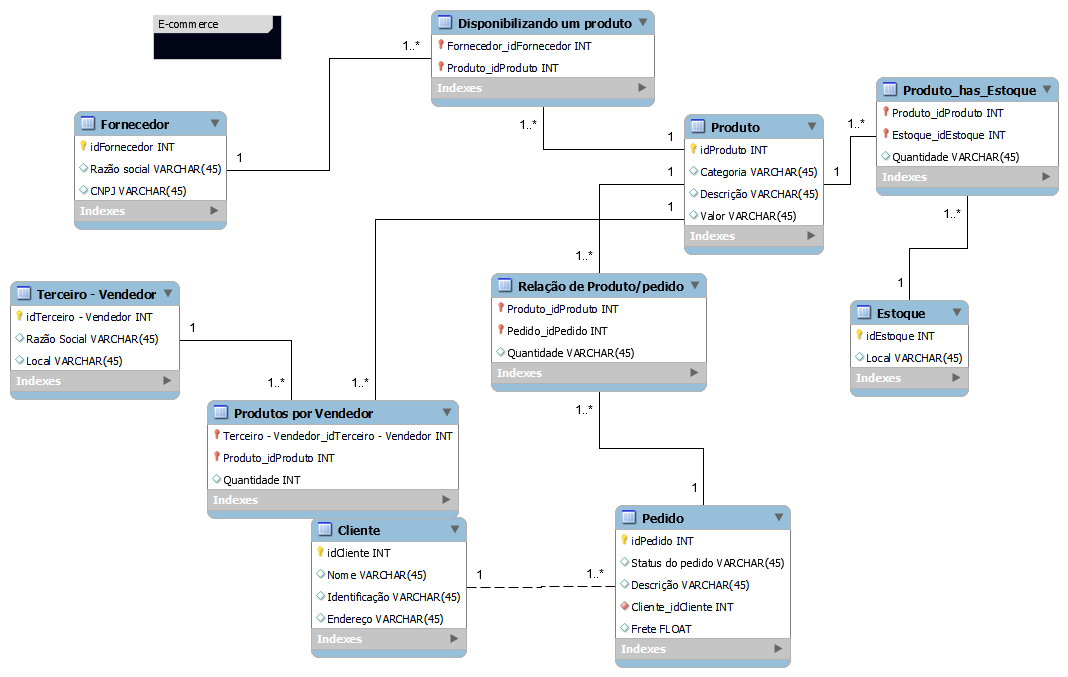 E-commerce
Disponibilizando um produto
Fornecedor_idFornecedor INT
Produto_idProduto INT
Indexes
1..*
1..*
Fornecedor
idFornecedor INT
Razão social VARCHAR(45)
CNPJ VARCHAR(45)
Indexes
1
Produto
idProduto INT
Categoria VARCHAR(45)
Descrição VARCHAR(45)
Valor VARCHAR(45)
Indexes
1
1
1
1
Produto_has_Estoque
Produto_idProduto INT
Estoque_idEstoque INT
Quantidade VARCHAR(45)
Indexes
1..*
1..*
Terceiro - Vendedor
idTerceiro - Vendedor INT
Razão Social VARCHAR(45)
Local VARCHAR(45)
Indexes
1
Relação de Produto/pedido
Produto_idProduto INT
Pedido_idPedido INT
Quantidade VARCHAR(45)
Indexes
1..*
1..*
Estoque
idEstoque INT
Local VARCHAR(45)
Indexes
1
Produtos por Vendedor
Terceiro - Vendedor_idTerceiro - Vendedor INT
Produto_idProduto INT
Quantidade INT
Indexes
1..*
1..*
Cliente
idCliente INT
Nome VARCHAR(45)
Identificação VARCHAR(45)
Endereço VARCHAR(45)
Indexes
1
1..*
Pedido
idPedido INT
Status do pedido VARCHAR(45)
Descrição VARCHAR(45)
Cliente_idCliente INT
Frete FLOAT
Indexes
1